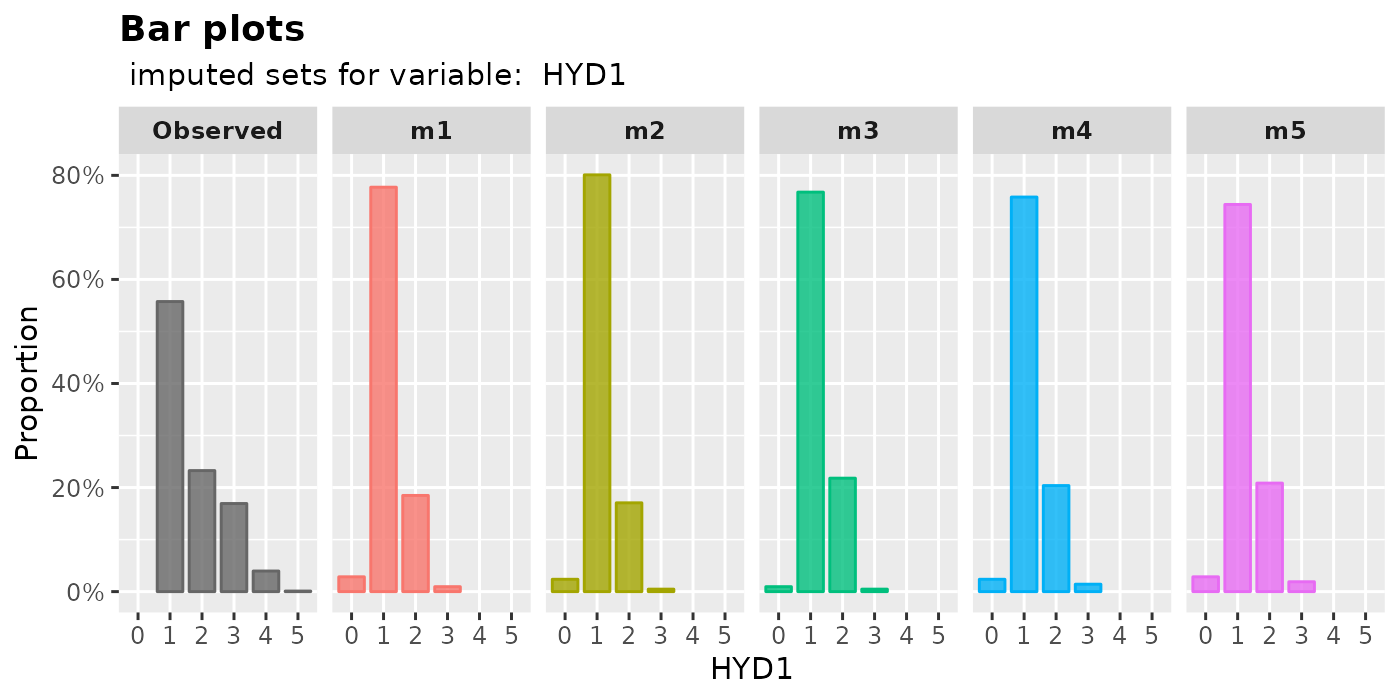 Bar plots
imputed sets for variable:  HYD1
Observed m1 m2 m3 m4 m5
80%
60%
40%
20%
0%
Proportion
0 1 2 3 4 5 0 1 2 3 4 5 0 1 2 3 4 5 0 1 2 3 4 5 0 1 2 3 4 5 0 1 2 3 4 5
HYD1